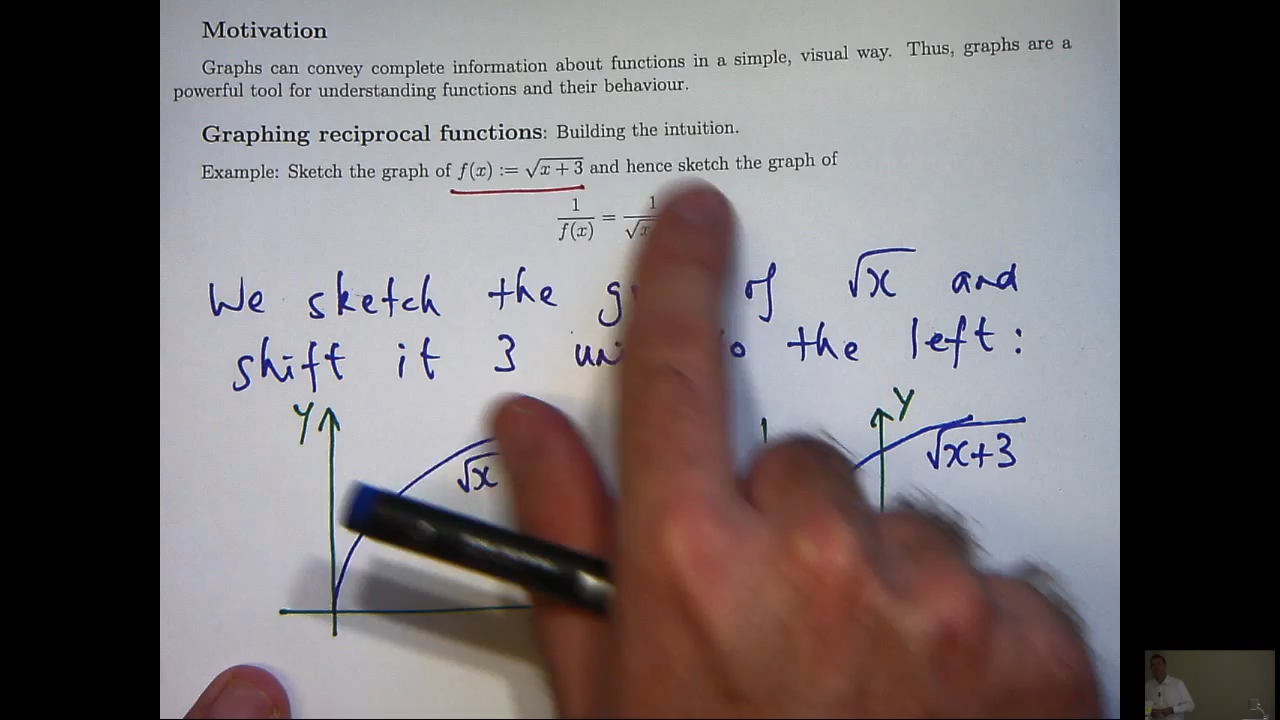 Motivation
Graphs can convey complete information about functions in a simple, visual way. Thus, graphs are a
powerful tool for understanding functions and their behaviour.
Graphing reciprocal functions: Building the intuition.
Example: Sketch the graph of f(x) := √(x + 3) and hence sketch the graph of
1/f(x) = 1/√x
We sketch the of √x and
shift it 3 the left:
Y Y
√x √x+3